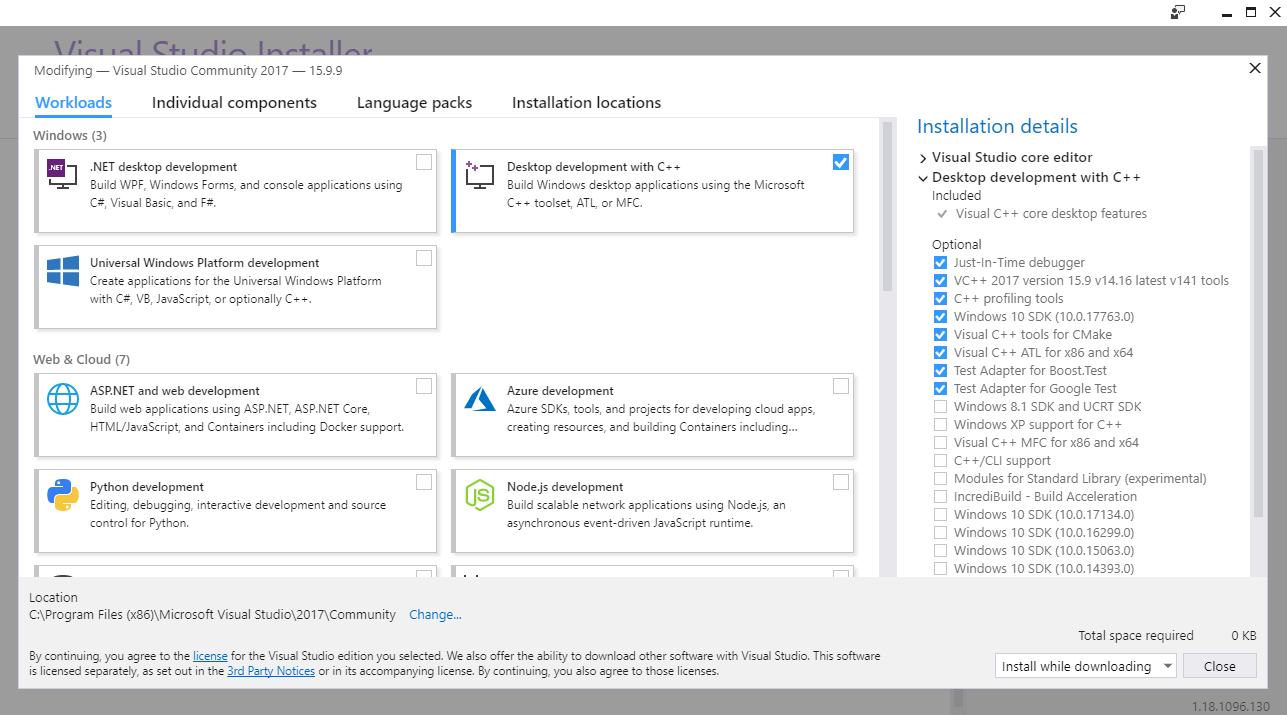 Visual Studio Installer
Modifying — Visual Studio Community 2017 — 15.9.9
Workloads
Individual components
Language packs
Installation locations
Windows (3)
.NET
.NET desktop development
Build WPF, Windows Forms, and console applications using
C#, Visual Basic, and F#.
Desktop development with C++
Build Windows desktop applications using the Microsoft
C++ toolset, ATL, or MFC.
Universal Windows Platform development
Create applications for the Universal Windows Platform
with C#, VB, JavaScript, or optionally C++.
Web & Cloud (7)
ASP.NET and web development
Build web applications using ASP.NET, ASP.NET Core,
HTML/JavaScript, and Containers including Docker support.
Azure development
Azure SDKs, tools, and projects for developing cloud apps,
creating resources, and building Containers including...
Python development
Editing, debugging, interactive development and source
control for Python.
JS
Node.js development
Build scalable network applications using Node.js, an
asynchronous event-driven JavaScript runtime.
Installation details
Visual Studio core editor
Desktop development with C++
Included
Visual C++ core desktop features
Optional
Just-In-Time debugger
VC++ 2017 version 15.9 v14.16 latest v141 tools
C++ profiling tools
Windows 10 SDK (10.0.17763.0)
Visual C++ tools for CMake
Visual C++ ATL for x86 and x64
Test Adapter for Boost.Test
Test Adapter for Google Test
Windows 8.1 SDK and UCRT SDK
Windows XP support for C++
Visual C++ MFC for x86 and x64
C++/CLI support
Modules for Standard Library (experimental)
IncrediBuild - Build Acceleration
Windows 10 SDK (10.0.17134.0)
Windows 10 SDK (10.0.16299.0)
Windows 10 SDK (10.0.15063.0)
Windows 10 SDK (10.0.14393.0)
Location
C:\Program Files (x86)\Microsoft Visual Studio\2017\Community Change...
By continuing, you agree to the license for the Visual Studio edition you selected. We also offer the ability to download other software with Visual Studio. This software
is licensed separately, as set out in the 3rd Party Notices or in its accompanying license. By continuing, you also agree to those licenses.
Total space required 0 KB
Install while downloading
Close
1.18.1096.130